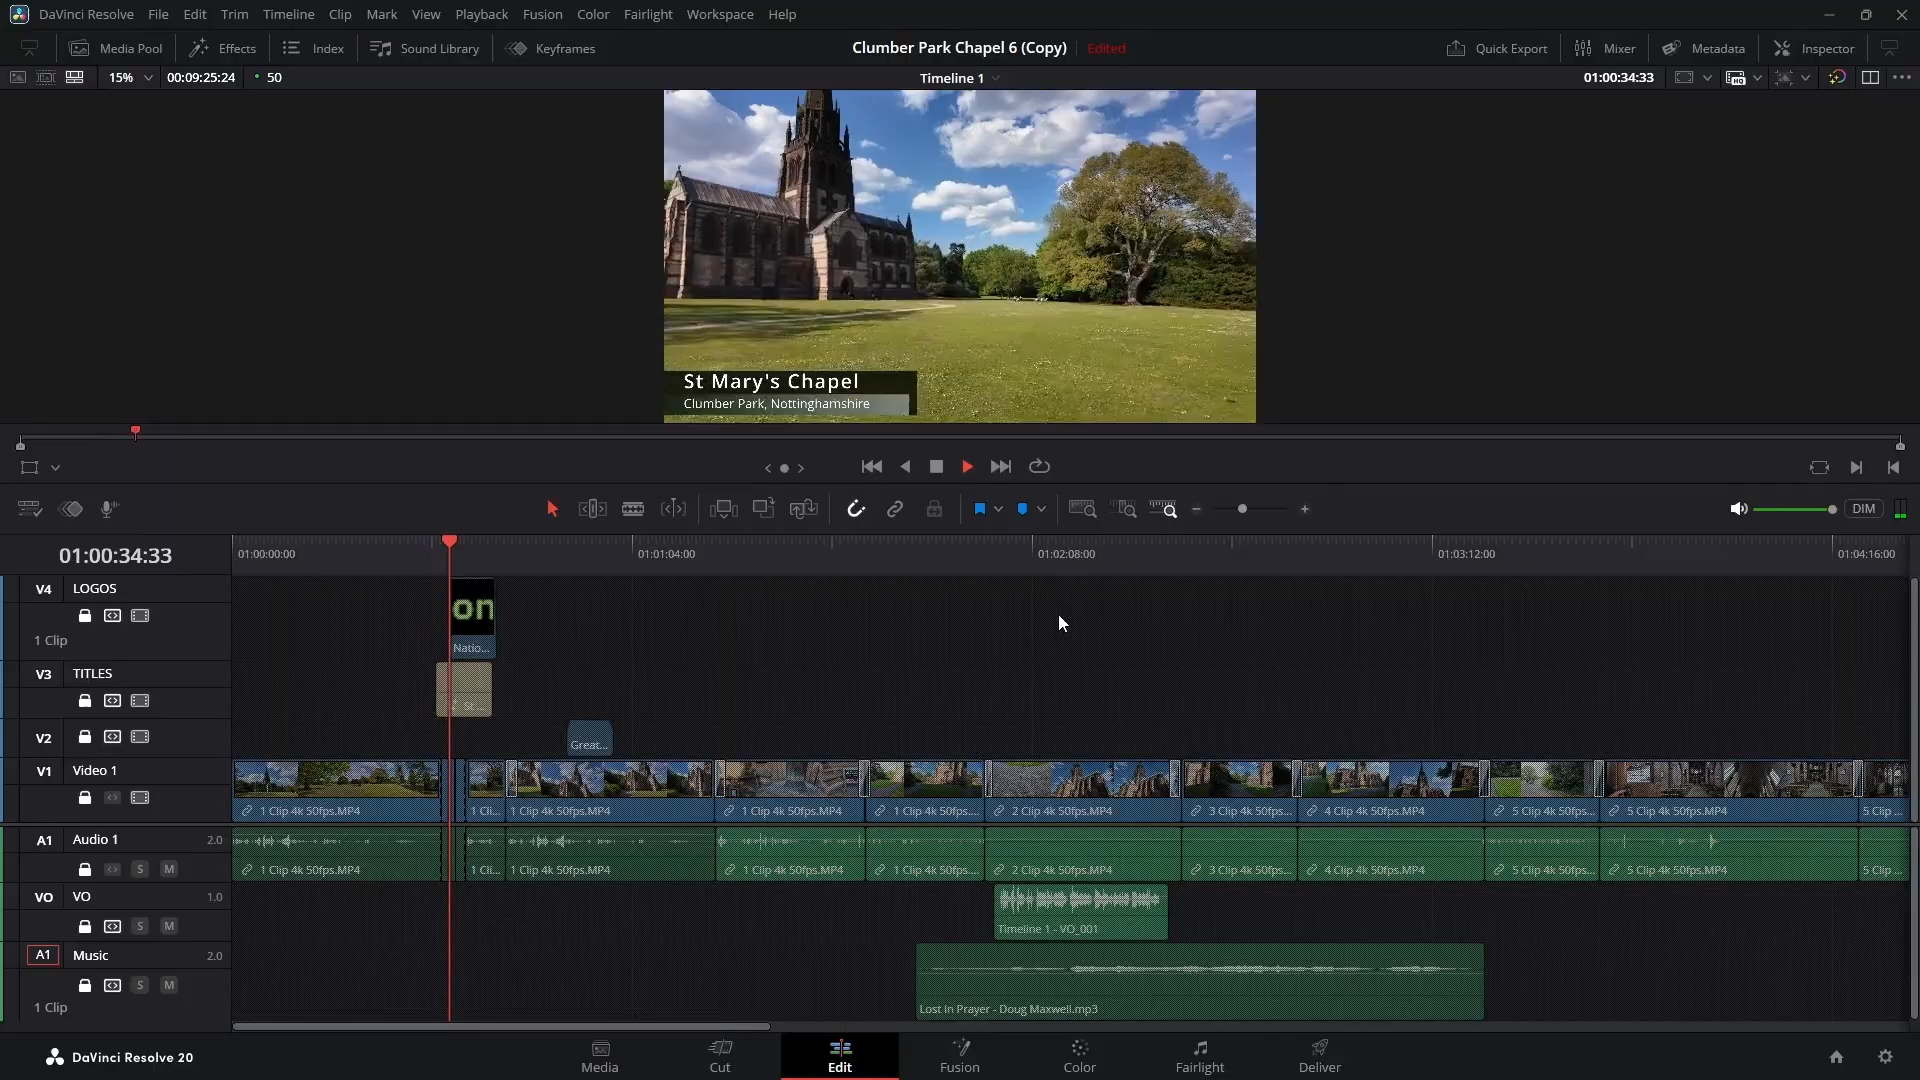 DaVinci Resolve File Edit Trim Timeline Clip Mark View Playback Fusion Color Fairlight Workspace Help
Media Pool Effects Index Sound Library Keyframes Clumber Park Chapel 6 (Copy) Edited Quick Export Mixer Metadata Inspector
15% 00:09:25:24 50 Timeline 1 01:00:34:33
St Mary's Chapel
Clumber Park, Nottinghamshire
DIM
01:00:34:33 01:00:00:00 01:01:04:00 01:02:08:00 01:03:12:00 01:04:16:00
V4 LOGOS
on
1 Clip Natio...
V3 TITLES
V2 Great...
V1 Video 1
1 Clip 4k 50fps.MP4 1 Cli... 1 Clip 4k 50fps.MP4 1 Clip 4k 50fps.MP4 1 Clip 4k 50fps.... 2 Clip 4k 50fps.MP4 3 Clip 4k 50fps... 4 Clip 4k 50fps.MP4 5 Clip 4k 50fps... 5 Clip 4k 50fps.MP4 5 Clip ...
A1 Audio 1 2.0
S M 1 Clip 4k 50fps.MP4 1 Cli... 1 Clip 4k 50fps.MP4 1 Clip 4k 50fps.MP4 1 Clip 4k 50fps.... 2 Clip 4k 50fps.MP4 3 Clip 4k 50fps... 4 Clip 4k 50fps.MP4 5 Clip 4k 50fps... 5 Clip 4k 50fps.MP4 5 Clip ...
VO VO 1.0
S M Timeline 1 - VO_001
A1 Music 2.0
S M
1 Clip Lost In Prayer - Doug Maxwell.mp3
DaVinci Resolve 20 Media Cut Edit Fusion Color Fairlight Deliver